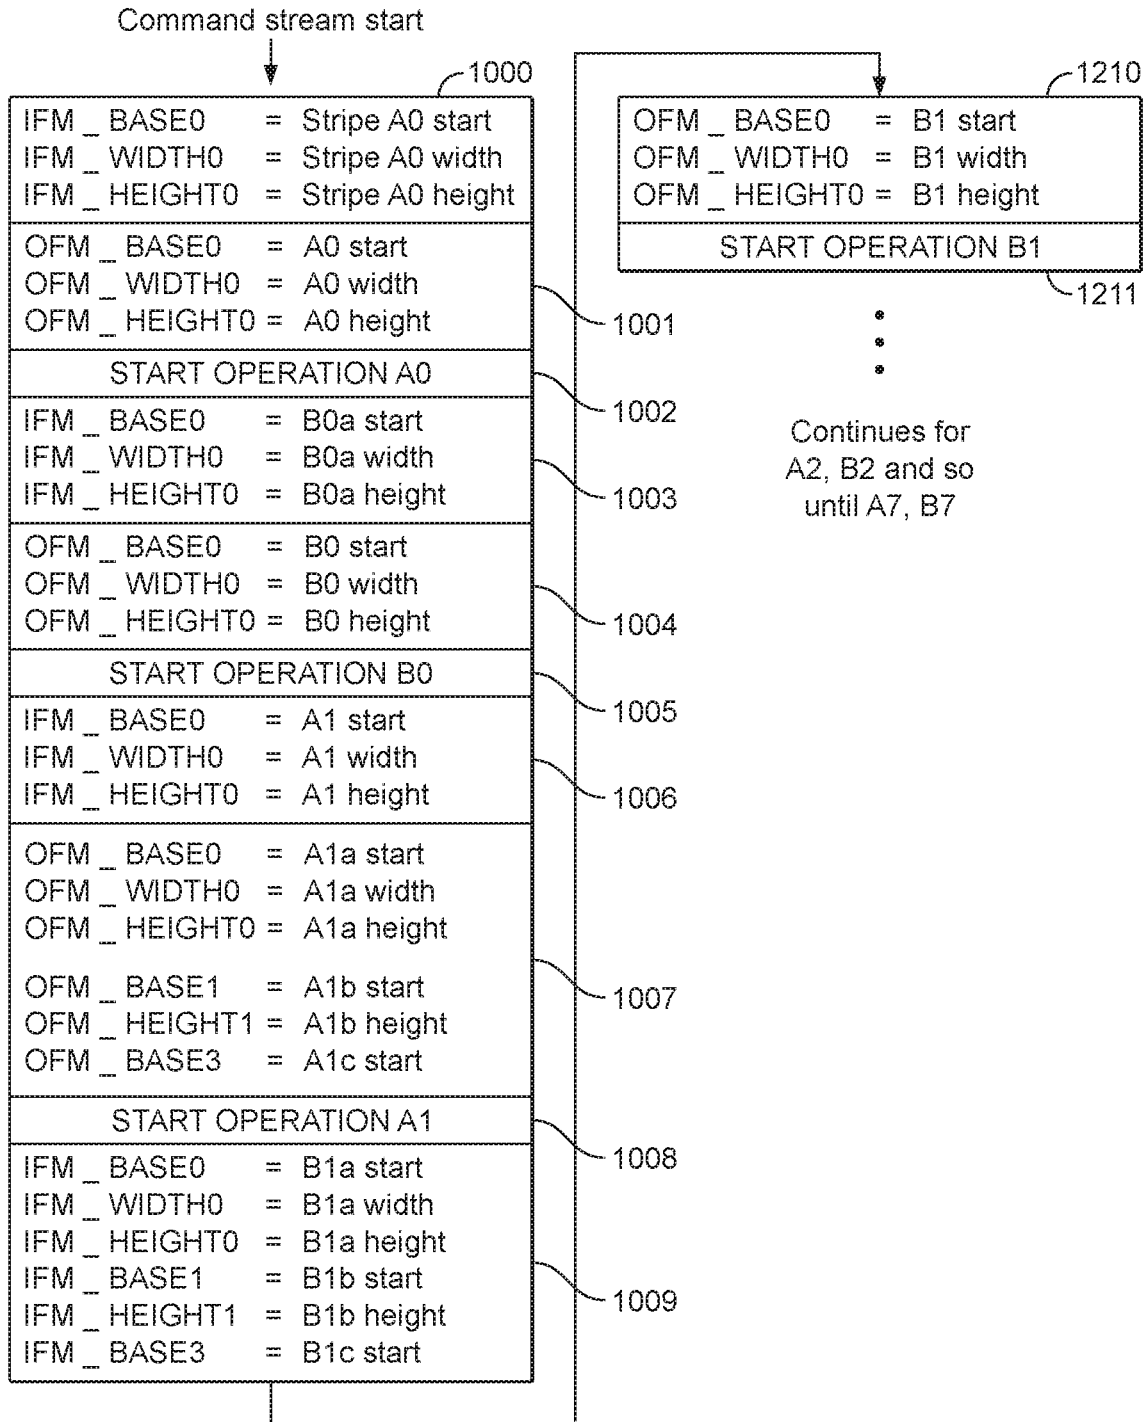 Command stream start
1000
IFM _ BASE0 = Stripe A0 start
IFM _ WIDTH0 = Stripe A0 width
IFM _ HEIGHT0 = Stripe A0 height
OFM _ BASE0 = A0 start
OFM _ WIDTH0 = A0 width
OFM _ HEIGHT0 = A0 height
1001
START OPERATION A0
1002
IFM _ BASE0 = B0a start
IFM _ WIDTH0 = B0a width
IFM _ HEIGHT0 = B0a height
1003
OFM _ BASE0 = B0 start
OFM _ WIDTH0 = B0 width
OFM _ HEIGHT0 = B0 height
1004
START OPERATION B0
1005
IFM _ BASE0 = A1 start
IFM _ WIDTH0 = A1 width
IFM _ HEIGHT0 = A1 height
1006
OFM _ BASE0 = A1a start
OFM _ WIDTH0 = A1a width
OFM _ HEIGHT0 = A1a height
OFM _ BASE1 = A1b start
OFM _ HEIGHT1 = A1b height
OFM _ BASE3 = A1c start
1007
START OPERATION A1
1008
IFM _ BASE0 = B1a start
IFM _ WIDTH0 = B1a width
IFM _ HEIGHT0 = B1a height
IFM _ BASE1 = B1b start
IFM _ HEIGHT1 = B1b height
IFM _ BASE3 = B1c start
1009
1210
OFM _ BASE0 = B1 start
OFM _ WIDTH0 = B1 width
OFM _ HEIGHT0 = B1 height
START OPERATION B1
1211
Continues for
A2, B2 and so
until A7, B7